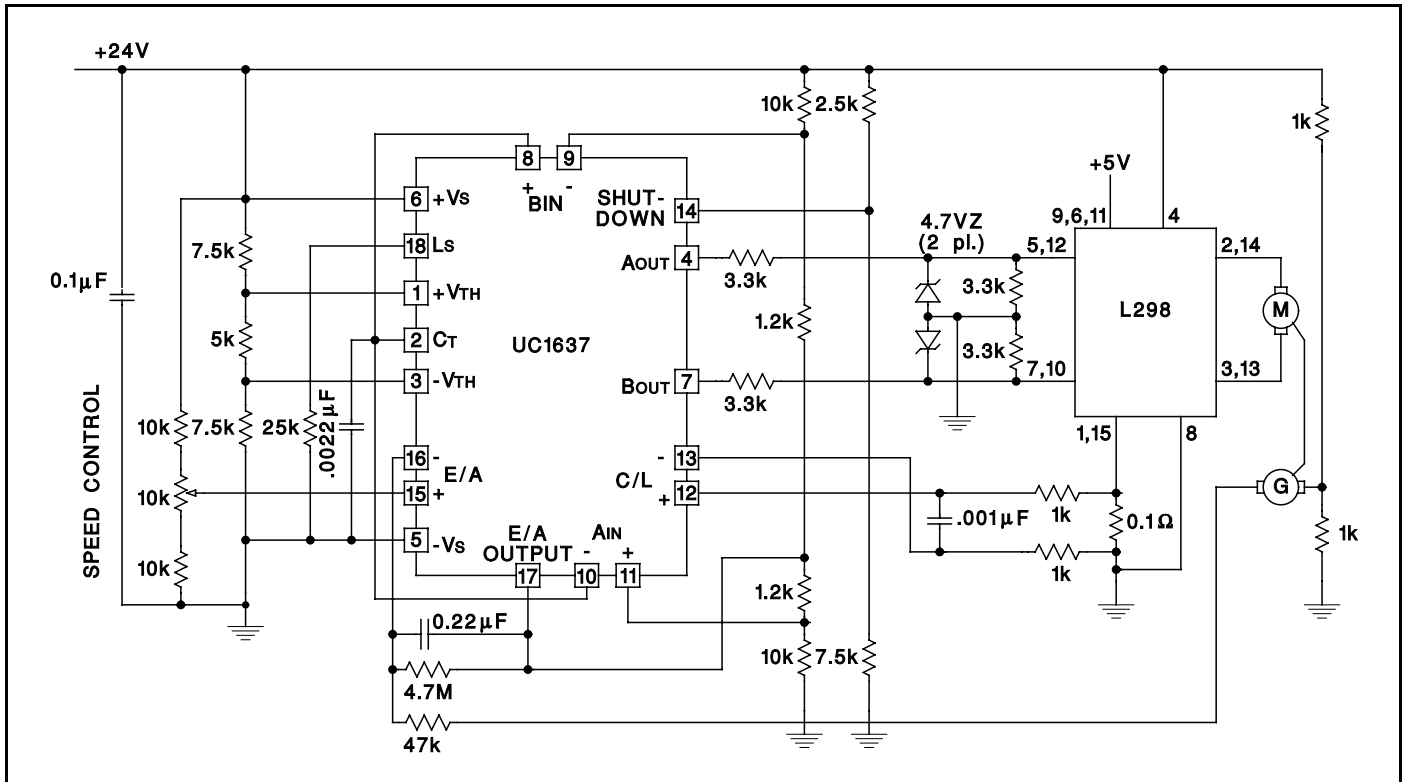 +24V
10k
2.5k
1k
+5V
8
9
+
BIN
-
6
+VS
SHUT-
DOWN
14
4.7VZ
(2 pl.)
9,6,11
4
7.5k
18
LS
AOUT
4
3.3k
5,12
2,14
0.1µF
1
+VTH
3.3k
1.2k
L298
M
5k
2
CT
UC1637
3.3k
3
-VTH
BOUT
7
3.3k
7,10
3,13
SPEED CONTROL
10k
7.5k
25k
.0022µF
1,15
8
16
-
E/A
-
13
C/L
10k
15
+
+
12
G
.001µF
1k
0.1Ω
1k
5
-VS
E/A
OUTPUT
AIN
-
+
1k
10k
17
10
11
1.2k
0.22µF
10k
7.5k
4.7M
47k